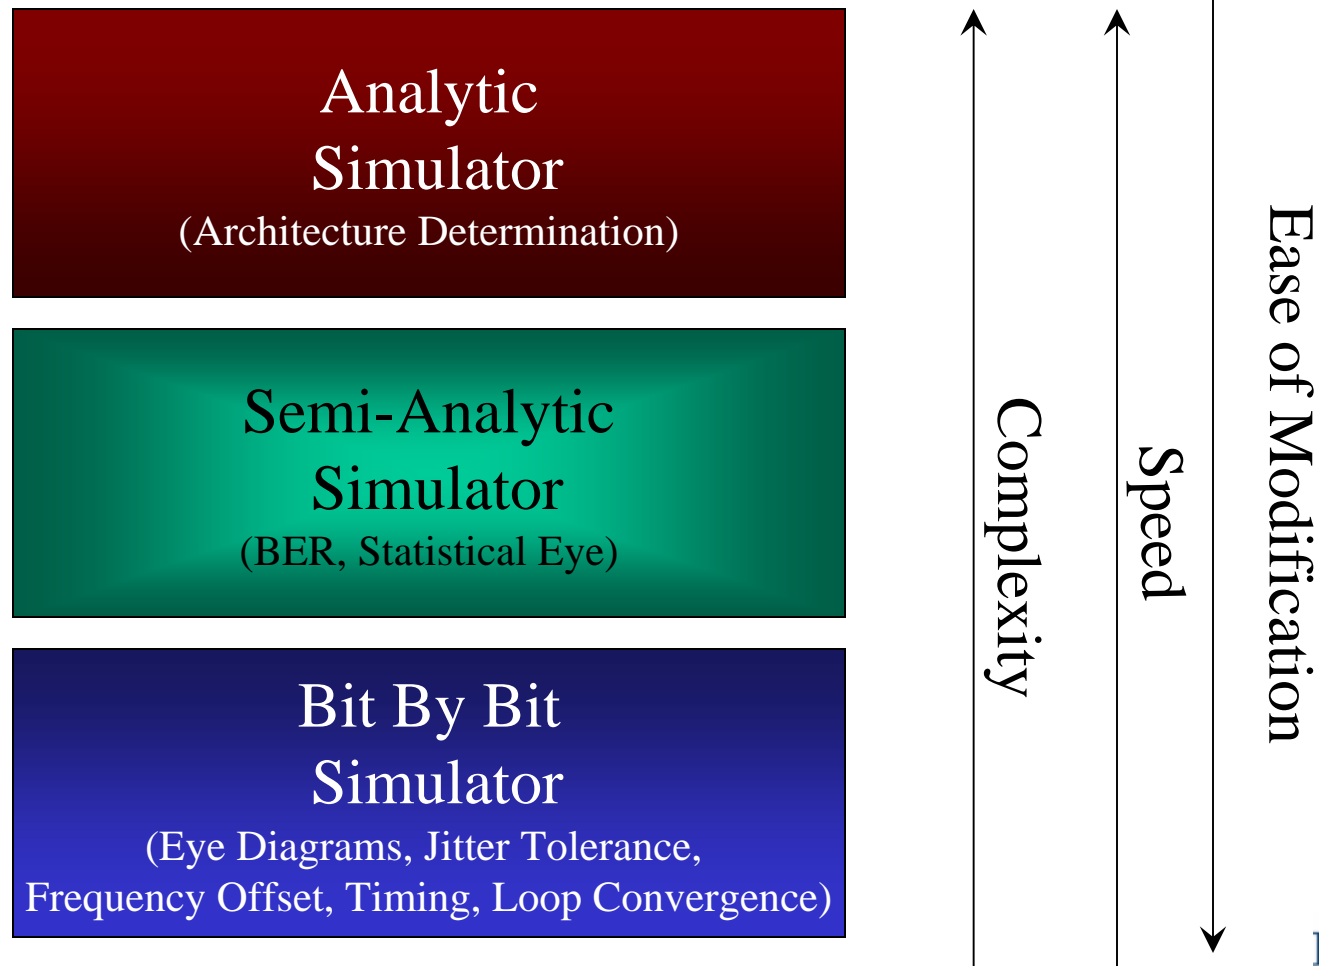 Analytic
Simulator
(Architecture Determination)
Semi-Analytic
Simulator
(BER, Statistical Eye)
Bit By Bit
Simulator
(Eye Diagrams, Jitter Tolerance,
Frequency Offset, Timing, Loop Convergence)
Complexity
Speed
Ease of Modification